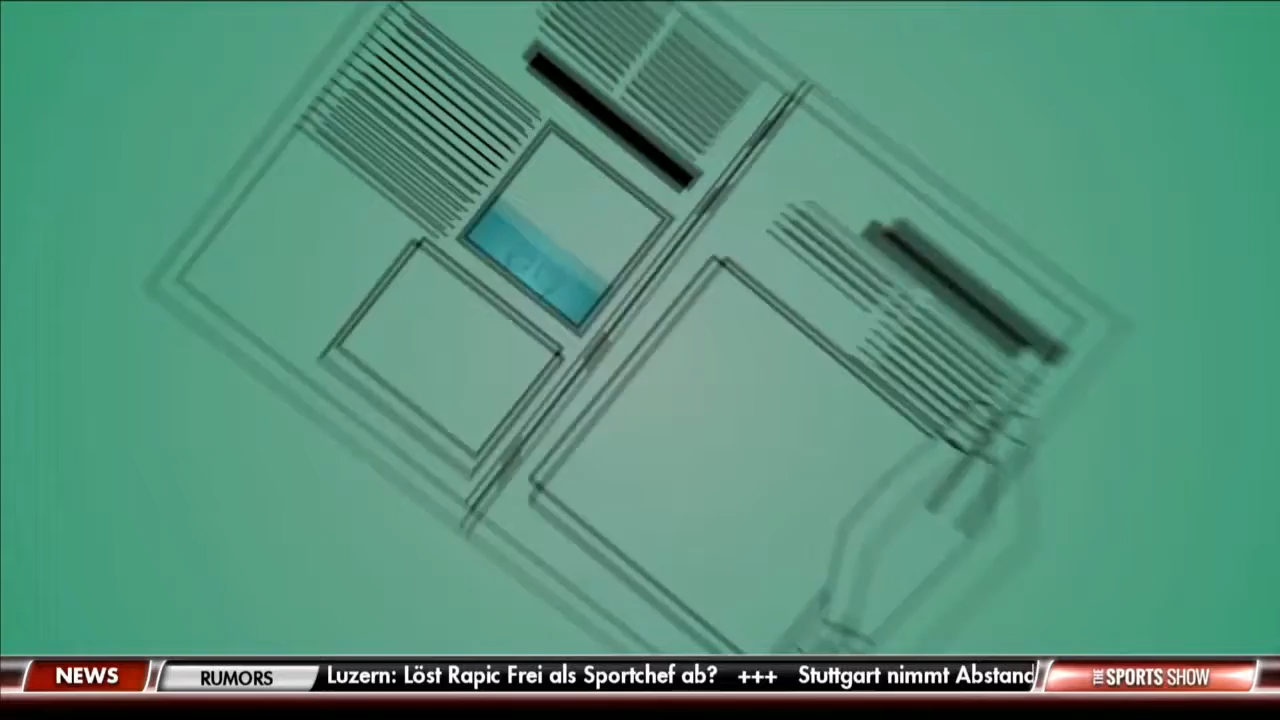 NEWS RUMORS Luzern: Löst Rapic Frei als Sportchef ab? +++ Stuttgart nimmt Abstand THE SPORTS SHOW